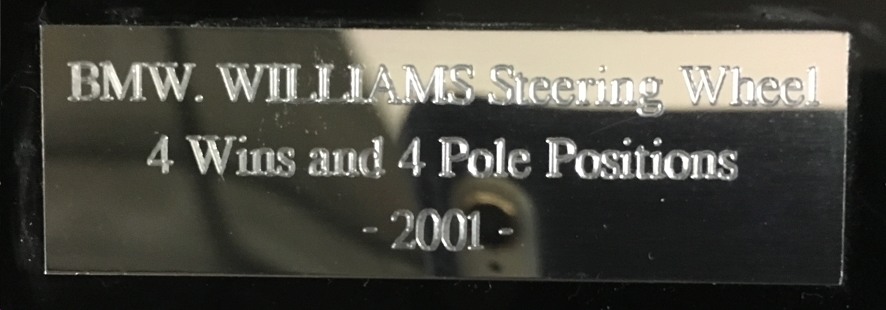 BMW. WILLIAMS Steering Wheel
4 Wins and 4 Pole Positions
- 2001 -